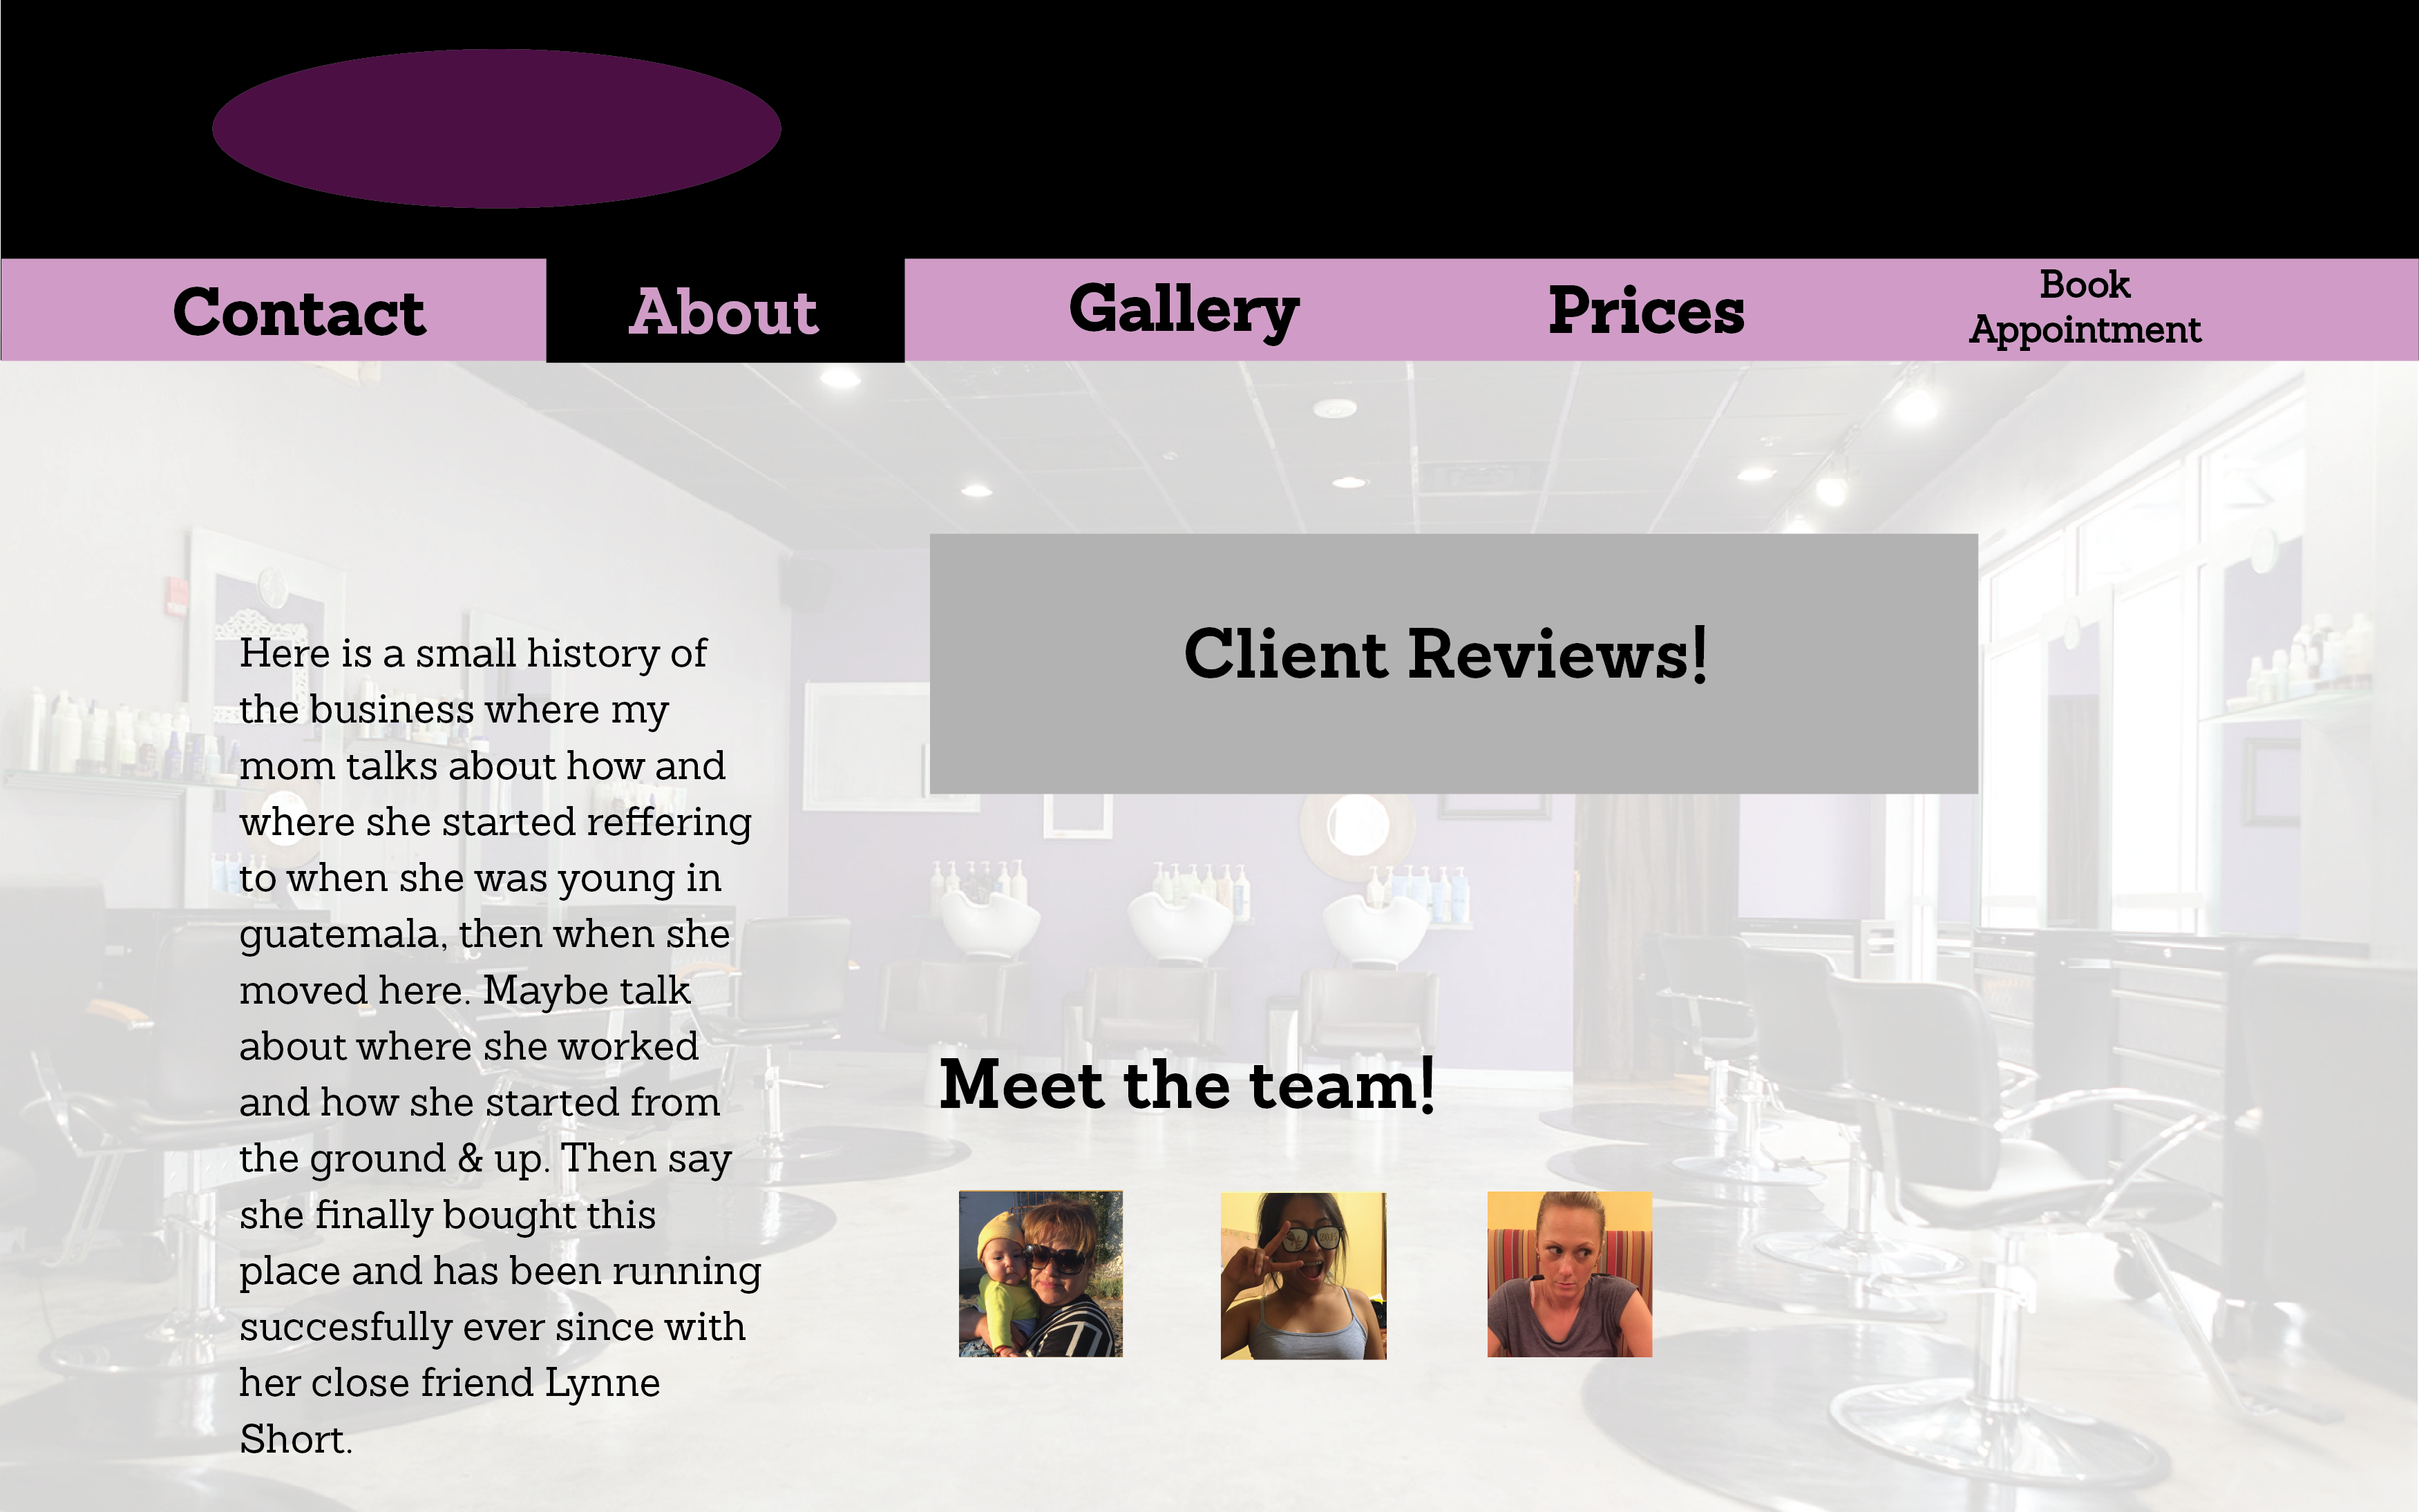 Contact
About
Gallery
Prices
Book
Appointment
Client Reviews!
Here is a small history of
the business where my
mom talks about how and
where she started reffering
to when she was young in
guatemala, then when she
moved here. Maybe talk
about where she worked
and how she started from
the ground & up. Then say
she finally bought this
place and has been running
succesfully ever since with
her close friend Lynne
Short.
Meet the team!